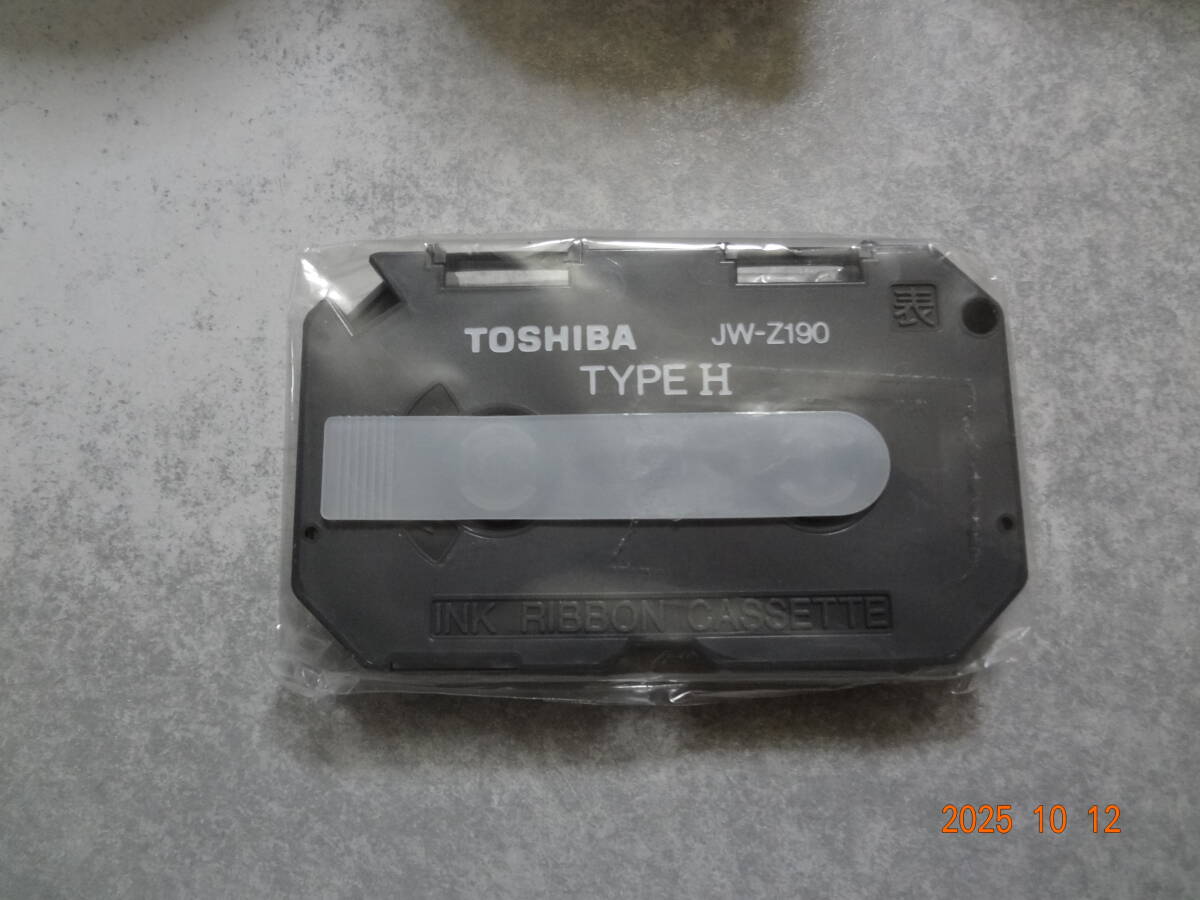 表
TOSHIBA JW-Z190
TYPE H
INK RIBBON CASSETTE
2025 10 12